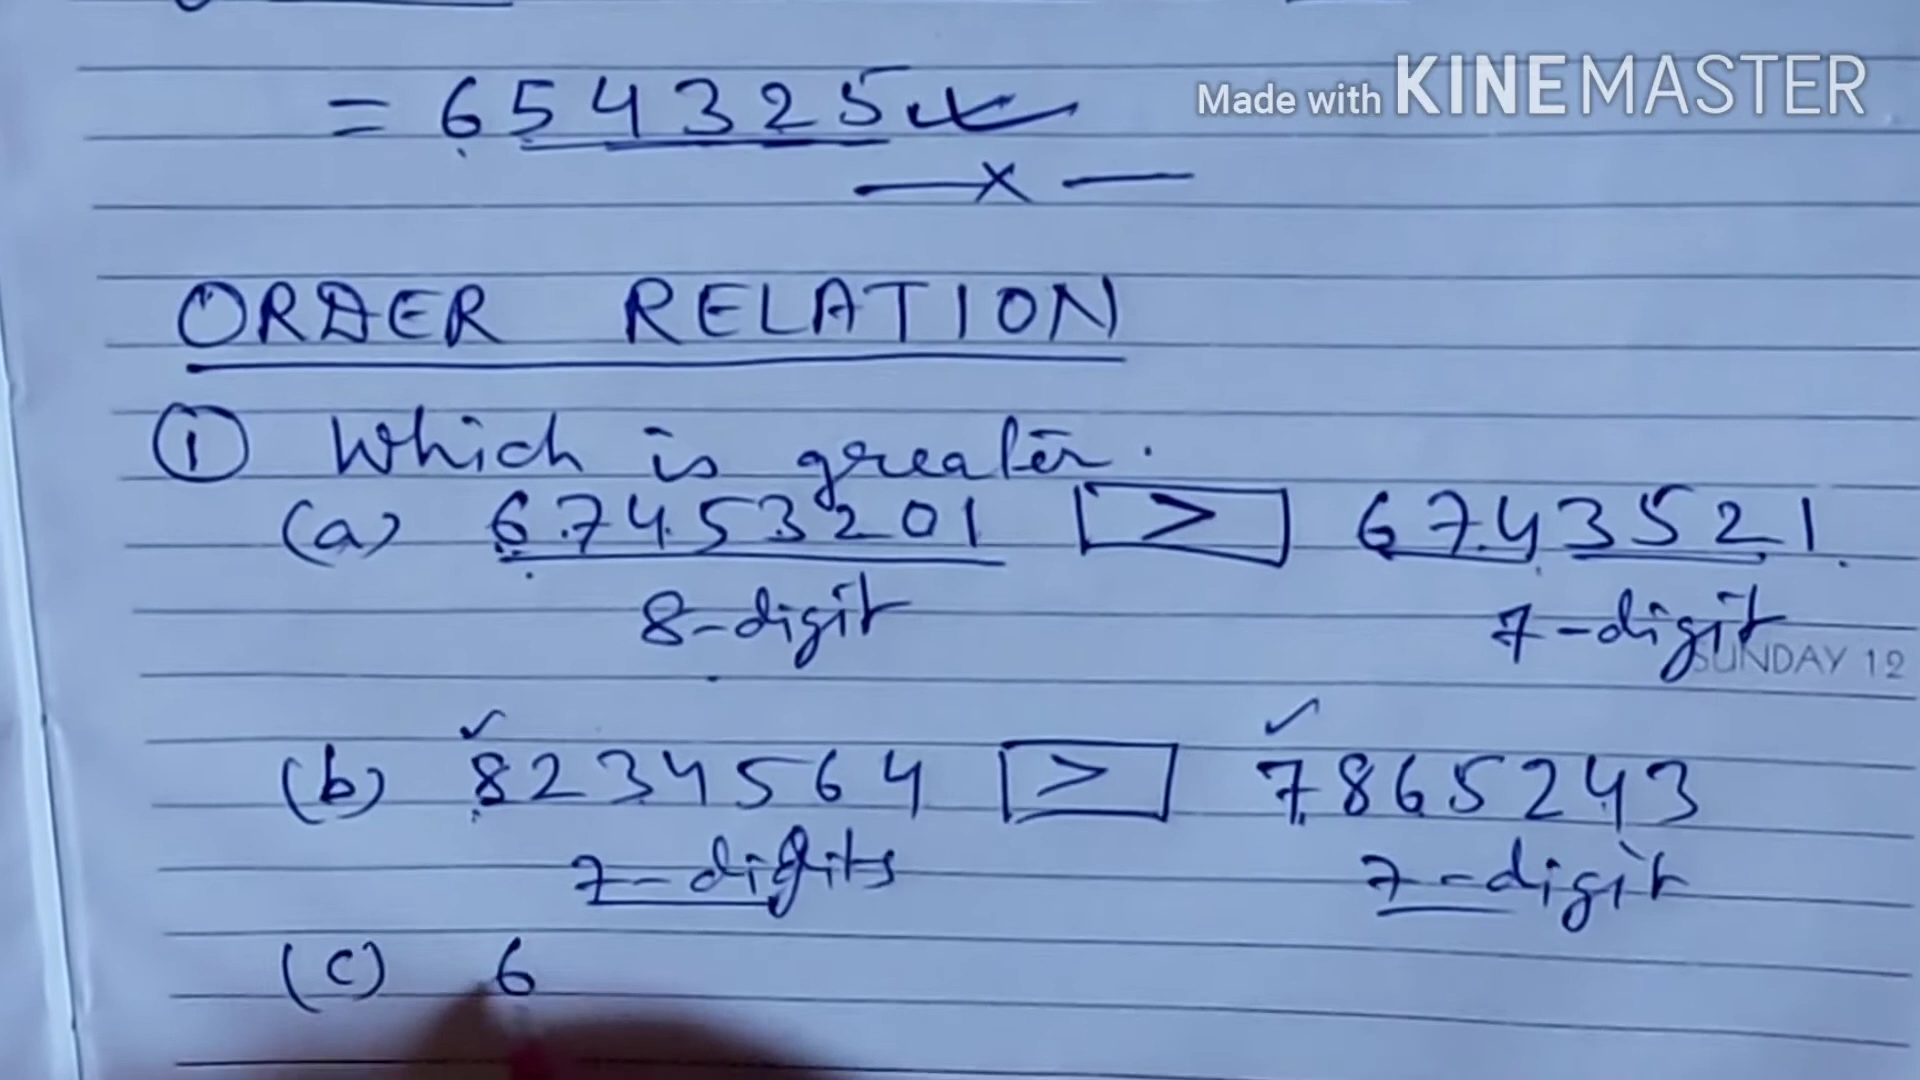 Made with KINEMASTER
= 654325
x
ORDER RELATION
1 Which is greater.
(a) 67453201 > 6743521
8-digit 7-digit
SUNDAY 12
(b) 8234564 > 7865243
7-digits 7-digit
(c) 6